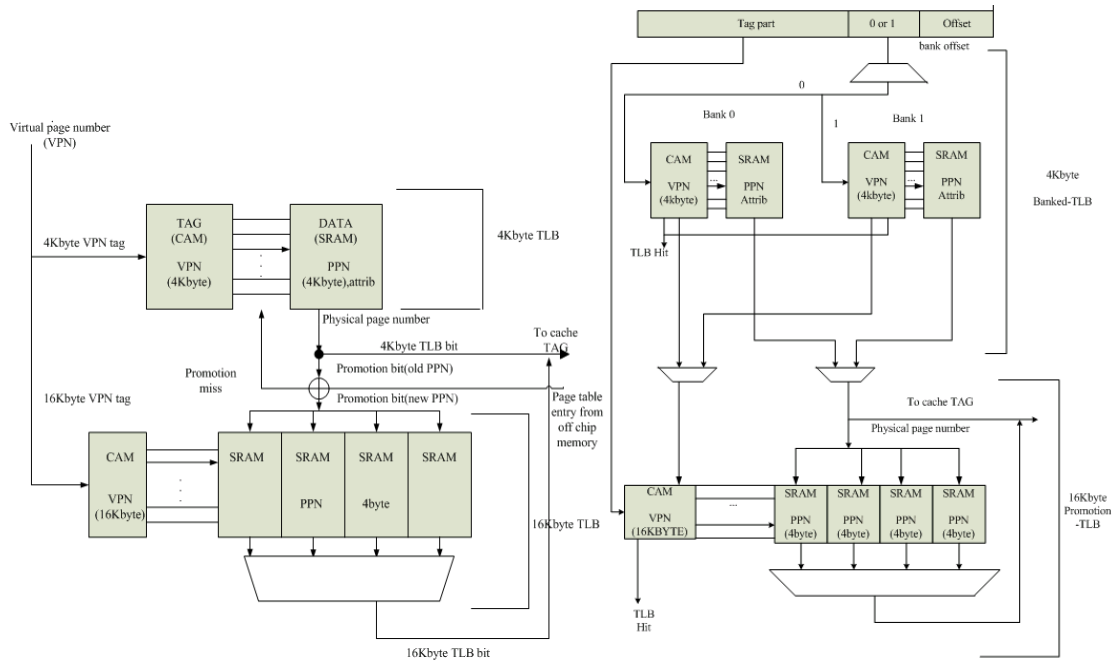 Virtual page number
(VPN)
4Kbyte VPN tag
TAG
(CAM)
VPN
(4Kbyte)
DATA
(SRAM)
PPN
(4Kbyte),attrib
4Kbyte TLB
Physical page number
To cache
TAG
4Kbyte TLB bit
Promotion bit(old PPN)
Promotion
miss
Promotion bit(new PPN)
Page table
entry from
off chip
memory
16Kbyte VPN tag
CAM
VPN
(16Kbyte)
SRAM
SRAM
PPN
SRAM
4byte
SRAM
16Kbyte TLB
16Kbyte TLB bit
Tag part
0 or 1
Offset
bank offset
0
1
Bank 0
Bank 1
CAM
VPN
(4kbyte)
...
SRAM
PPN
Attrib
CAM
VPN
(4kbyte)
...
SRAM
PPN
Attrib
4Kbyte
Banked-TLB
TLB Hit
To cache TAG
Physical page number
CAM
VPN
(16KBYTE)
...
SRAM
PPN
(4byte)
SRAM
PPN
(4byte)
SRAM
PPN
(4byte)
SRAM
PPN
(4byte)
16Kbyte
Promotion
-TLB
TLB
Hit